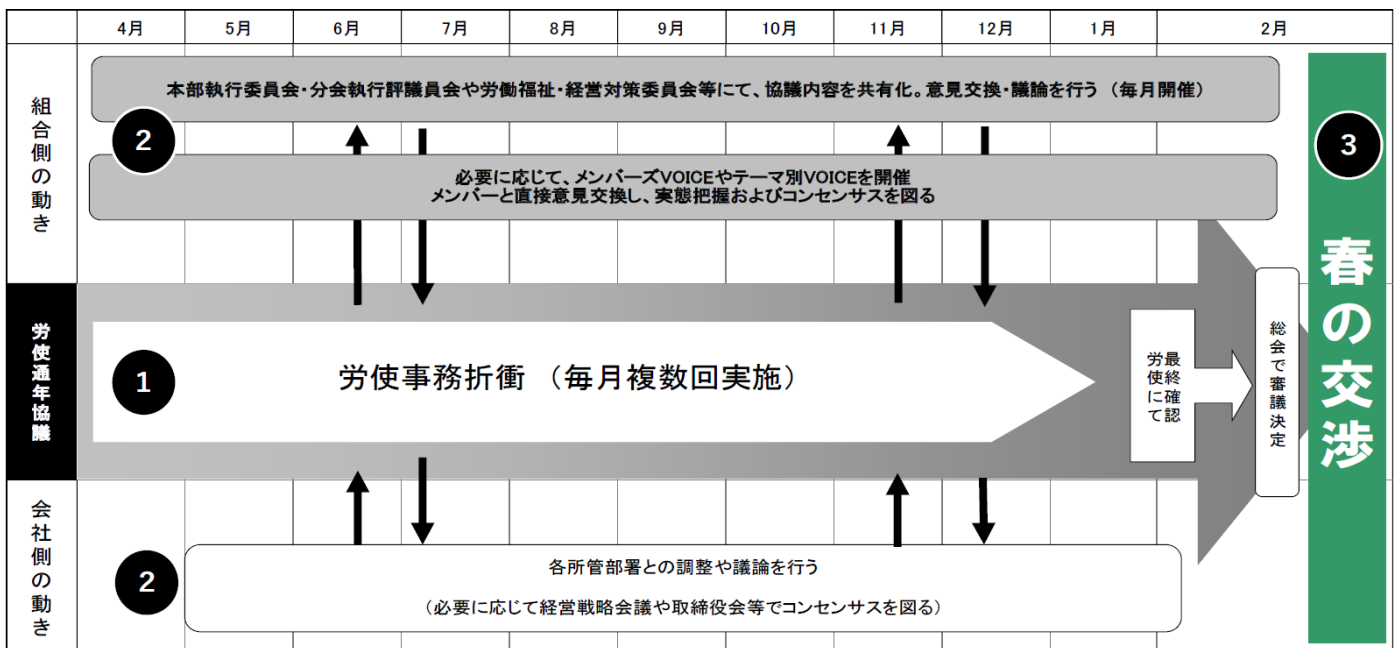 4月 5月 6月 7月 8月 9月 10月 11月 12月 1月 2月
組合側の動き
2
本部執行委員会・分会執行評議員会や労働福祉・経営対策委員会等にて、協議内容を共有化。意見交換・議論を行う（毎月開催）
必要に応じて、メンバーズVOICEやテーマ別VOICEを開催
メンバーと直接意見交換し、実態把握およびコンセンサスを図る
労使通年協議
1
労使事務折衝 （毎月複数回実施）
労使にて
最終確認
総会で審議決定
3
春の交渉
会社側の動き
2
各所管部署との調整や議論を行う
（必要に応じて経営戦略会議や取締役会等でコンセンサスを図る）